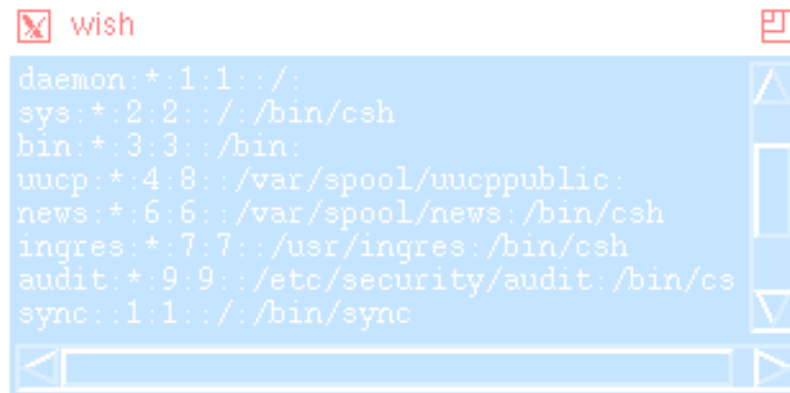 wish
daemon:*:1:1::/:
sys:*:2:2::/:/bin/csh
bin:*:3:3::/bin:
uucp:*:4:8::/var/spool/uucppublic:
news:*:6:6::/var/spool/news:/bin/csh
ingres:*:7:7::/usr/ingres:/bin/csh
audit:*:9:9::/etc/security/audit:/bin/cs
sync::1:1::/:/bin/sync